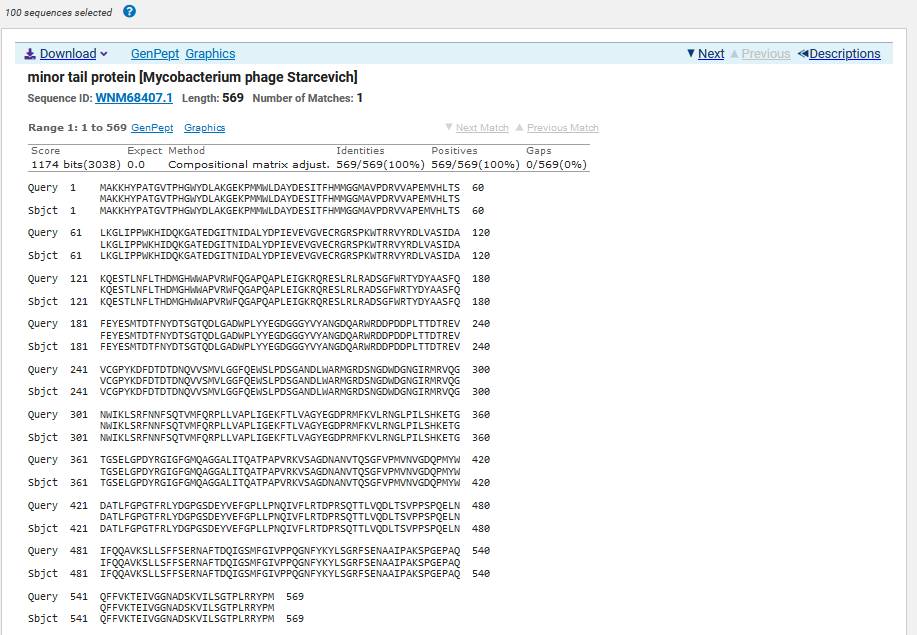 100 sequences selected ?
Download GenPept Graphics ▼ Next ▲ Previous ≪Descriptions
minor tail protein [Mycobacterium phage Starcevich]
Sequence ID: WNM68407.1 Length: 569 Number of Matches: 1
Range 1: 1 to 569 GenPept Graphics ▼ Next Match ▲ Previous Match
Score Expect Method Identities Positives Gaps
1174 bits(3038) 0.0 Compositional matrix adjust. 569/569(100%) 569/569(100%) 0/569(0%)
Query 1 MAKKHYPATGVTPHGWYDLAKGEKPMMWLDAYDESITFHMMGGMAVPDRVVAPEMVHLTS 60
MAKKHYPATGVTPHGWYDLAKGEKPMMWLDAYDESITFHMMGGMAVPDRVVAPEMVHLTS
Sbjct 1 MAKKHYPATGVTPHGWYDLAKGEKPMMWLDAYDESITFHMMGGMAVPDRVVAPEMVHLTS 60
Query 61 LKGLIPPWKHIDQKGATEDGITNIDALYDPIEVEVGVECRGRSPKWTRRVYRDLVASIDA 120
LKGLIPPWKHIDQKGATEDGITNIDALYDPIEVEVGVECRGRSPKWTRRVYRDLVASIDA
Sbjct 61 LKGLIPPWKHIDQKGATEDGITNIDALYDPIEVEVGVECRGRSPKWTRRVYRDLVASIDA 120
Query 121 KQESTLNFLTHDMGHWWAPVRWFQGAPQAPLEIGKRQRESLRLRADSGFWRTYDYAASFQ 180
KQESTLNFLTHDMGHWWAPVRWFQGAPQAPLEIGKRQRESLRLRADSGFWRTYDYAASFQ
Sbjct 121 KQESTLNFLTHDMGHWWAPVRWFQGAPQAPLEIGKRQRESLRLRADSGFWRTYDYAASFQ 180
Query 181 FEYESMTDTFNYDTSGTQDLGADWPLYYEGDGGGYVYANGDQARWRDDPDDPLTTDTREV 240
FEYESMTDTFNYDTSGTQDLGADWPLYYEGDGGGYVYANGDQARWRDDPDDPLTTDTREV
Sbjct 181 FEYESMTDTFNYDTSGTQDLGADWPLYYEGDGGGYVYANGDQARWRDDPDDPLTTDTREV 240
Query 241 VCGPYKDFDTDTDNQVVSMVLGGFQEWSLPDSGANDLWARMGRDSNGDWDGNGIRMRVQG 300
VCGPYKDFDTDTDNQVVSMVLGGFQEWSLPDSGANDLWARMGRDSNGDWDGNGIRMRVQG
Sbjct 241 VCGPYKDFDTDTDNQVVSMVLGGFQEWSLPDSGANDLWARMGRDSNGDWDGNGIRMRVQG 300
Query 301 NWIKLSRFNNFSQTVMFQRPLLVAPLIGEKFTLVAGYEGDPRMFKVLRNGLPILSHKETG 360
NWIKLSRFNNFSQTVMFQRPLLVAPLIGEKFTLVAGYEGDPRMFKVLRNGLPILSHKETG
Sbjct 301 NWIKLSRFNNFSQTVMFQRPLLVAPLIGEKFTLVAGYEGDPRMFKVLRNGLPILSHKETG 360
Query 361 TGSELGPDYRGIGFGMQAGGALITQATPAPVRKVSAGDNANVTQSGFVPMVNVGDQPMYW 420
TGSELGPDYRGIGFGMQAGGALITQATPAPVRKVSAGDNANVTQSGFVPMVNVGDQPMYW
Sbjct 361 TGSELGPDYRGIGFGMQAGGALITQATPAPVRKVSAGDNANVTQSGFVPMVNVGDQPMYW 420
Query 421 DATLFGPGTFRLYDGPGSDEYVEFGPLLPNQIVFLRTDPRSQTTLVQDLTSVPPSPQELN 480
DATLFGPGTFRLYDGPGSDEYVEFGPLLPNQIVFLRTDPRSQTTLVQDLTSVPPSPQELN
Sbjct 421 DATLFGPGTFRLYDGPGSDEYVEFGPLLPNQIVFLRTDPRSQTTLVQDLTSVPPSPQELN 480
Query 481 IFQQAVKSLLSFFSERNAFTDQIGSMFGIVPPQGNFYKYLSGRFSENAAIPAKSPGEPAQ 540
IFQQAVKSLLSFFSERNAFTDQIGSMFGIVPPQGNFYKYLSGRFSENAAIPAKSPGEPAQ
Sbjct 481 IFQQAVKSLLSFFSERNAFTDQIGSMFGIVPPQGNFYKYLSGRFSENAAIPAKSPGEPAQ 540
Query 541 QFFVKTEIVGGNADSKVILSGTPLRRYPM 569
QFFVKTEIVGGNADSKVILSGTPLRRYPM
Sbjct 541 QFFVKTEIVGGNADSKVILSGTPLRRYPM 569